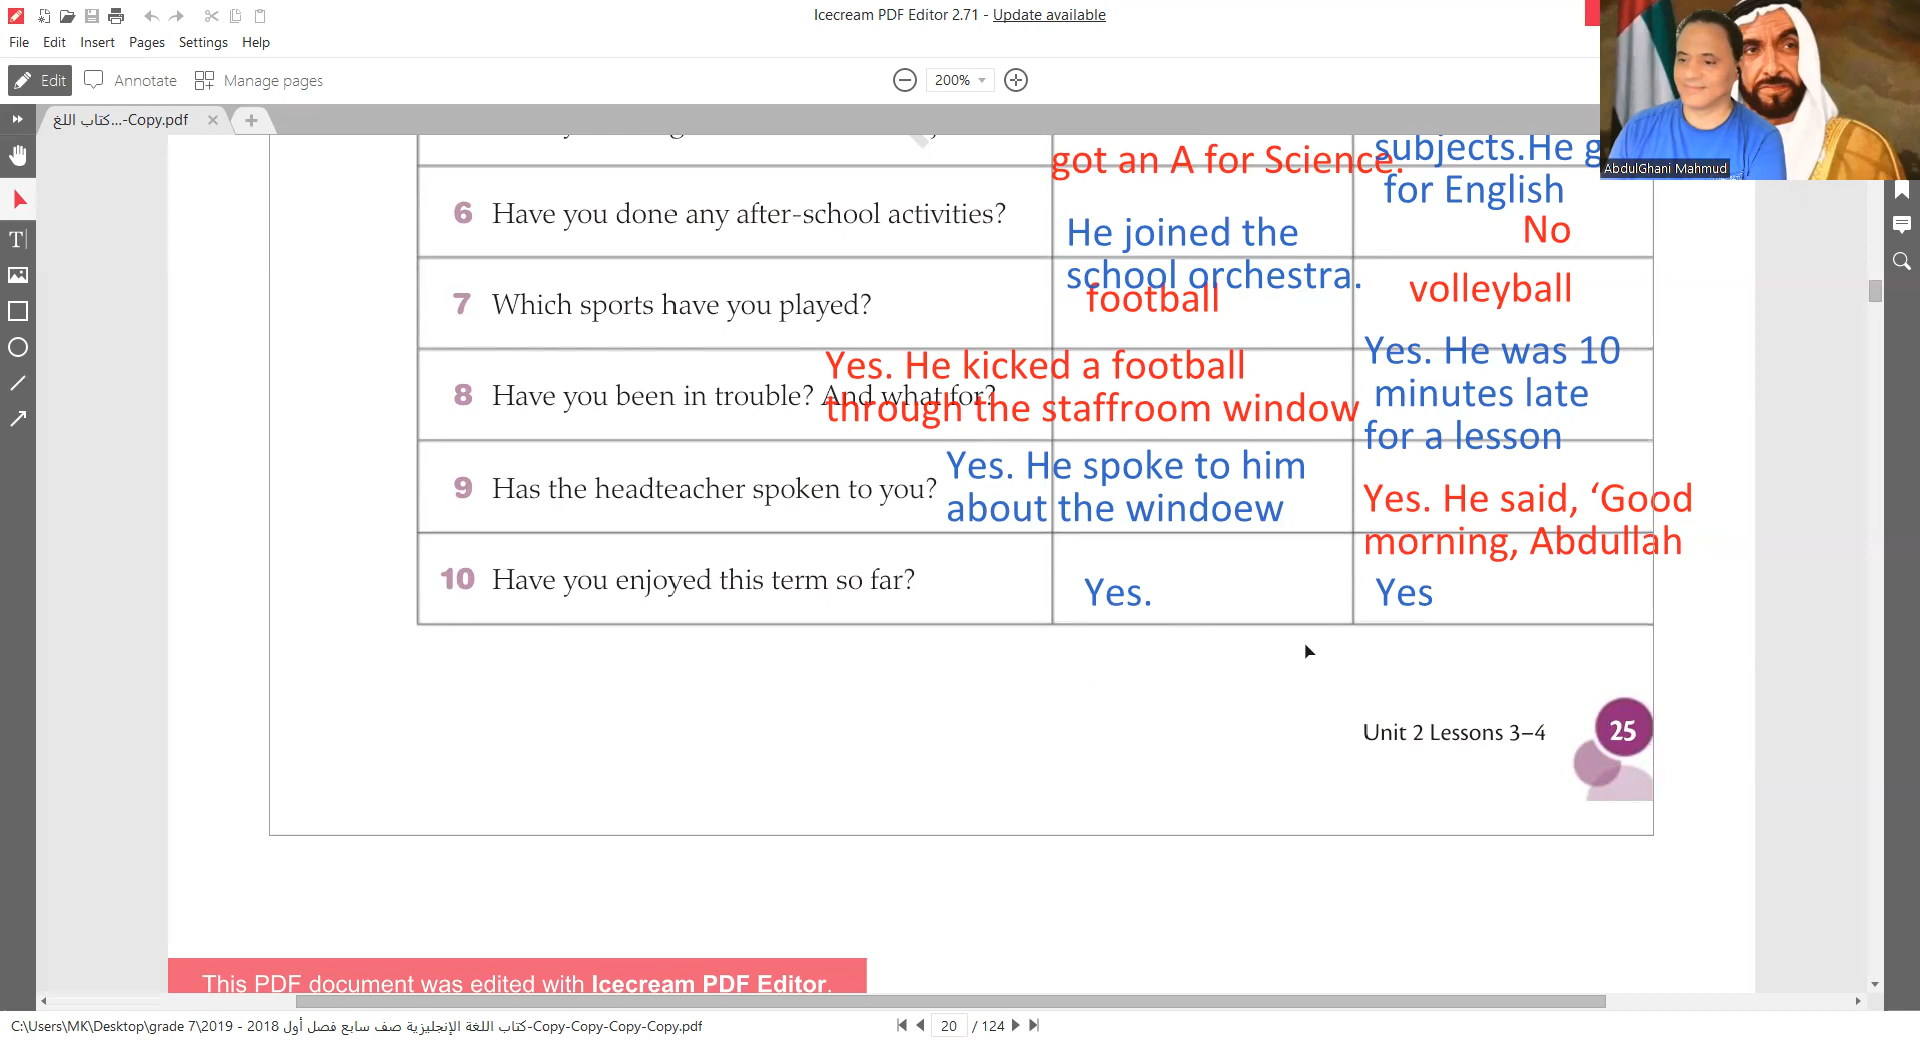 Icecream PDF Editor 2.71 - Update available
File Edit Insert Pages Settings Help
Edit Annotate Manage pages
200%
كتاب اللغ...-Copy.pdf
AbdulGhani Mahmud
got an A for Science.
subjects.He g
for English
6 Have you done any after-school activities?
He joined the
school orchestra.
No
7 Which sports have you played?
football
volleyball
8 Have you been in trouble? And what for?
Yes. He kicked a football
through the staffroom window
Yes. He was 10
minutes late
for a lesson
9 Has the headteacher spoken to you?
Yes. He spoke to him
about the windoew
Yes. He said, ‘Good
morning, Abdullah
10 Have you enjoyed this term so far?
Yes.
Yes
Unit 2 Lessons 3–4
25
This PDF document was edited with Icecream PDF Editor.
C:\Users\MK\Desktop\grade 7\2019 - 2018 كتاب اللغة الإنجليزية صف سابع فصل أول-Copy-Copy-Copy-Copy.pdf
20 / 124